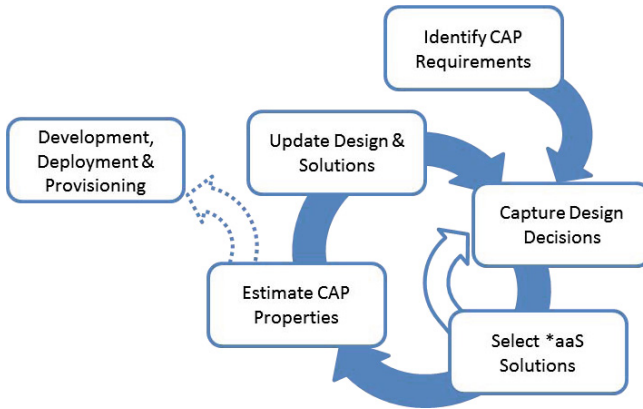 Identify CAP
Requirements
Development,
Deployment &
Provisioning
Update Design &
Solutions
Capture Design
Decisions
Estimate CAP
Properties
Select *aaS
Solutions